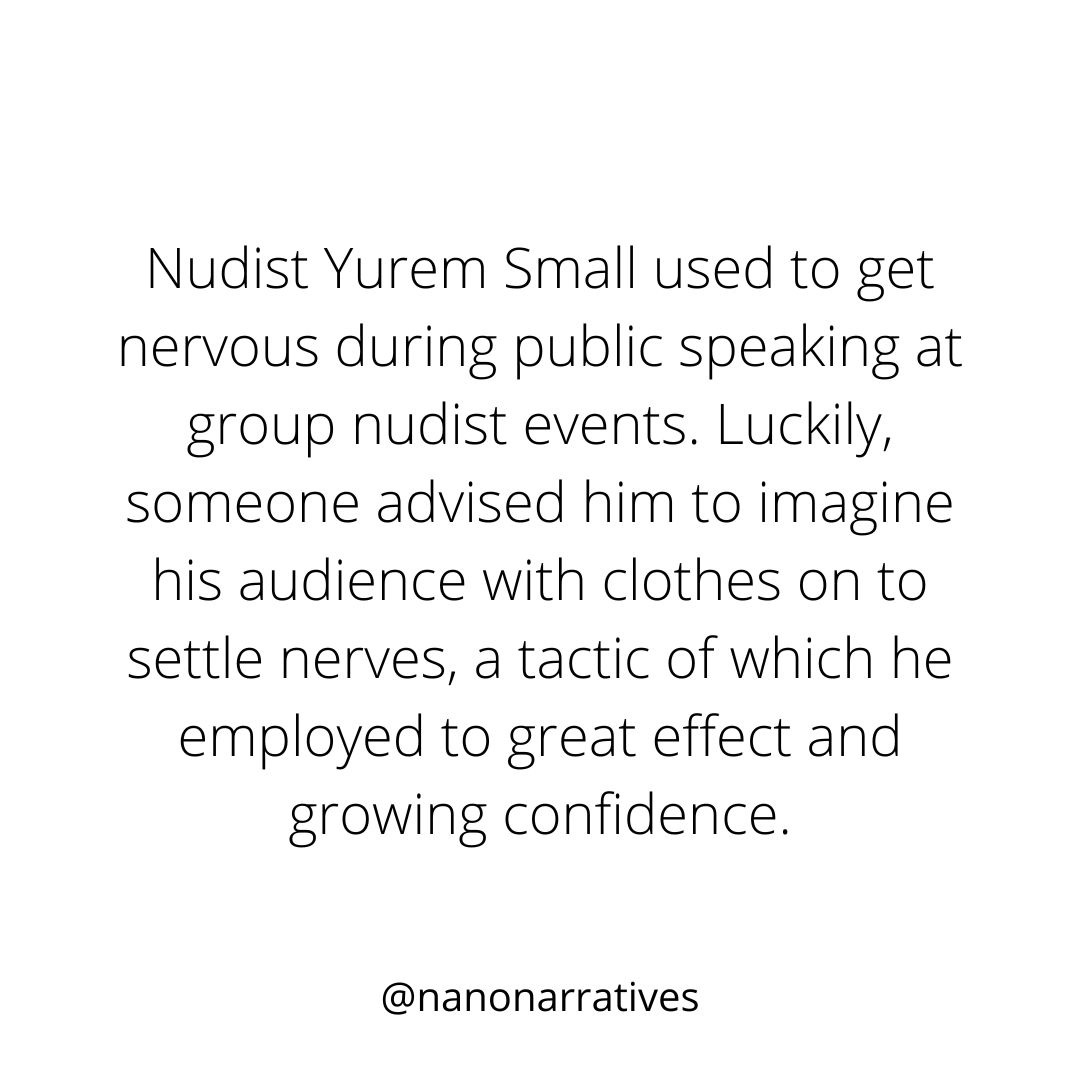 Nudist Yurem Small used to get
nervous during public speaking at
group nudist events. Luckily,
someone advised him to imagine
his audience with clothes on to
settle nerves, a tactic of which he
employed to great effect and
growing confidence.
@nanonarratives